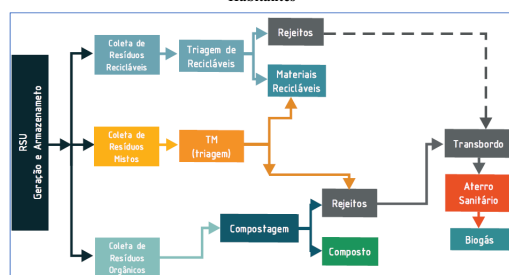 RSU
Geração e Armazenameto
Coleta de
Resíduos
Recicláveis
Triagem de
Recicláveis
Rejeitos
Materiais
Recicláveis
Coleta de
Resíduos
Mistos
TM
(triagem)
Transbordo
Rejeitos
Aterro
Sanitário
Compostagem
Composto
Biogás
Coleta de
Resíduos
Orgânicos